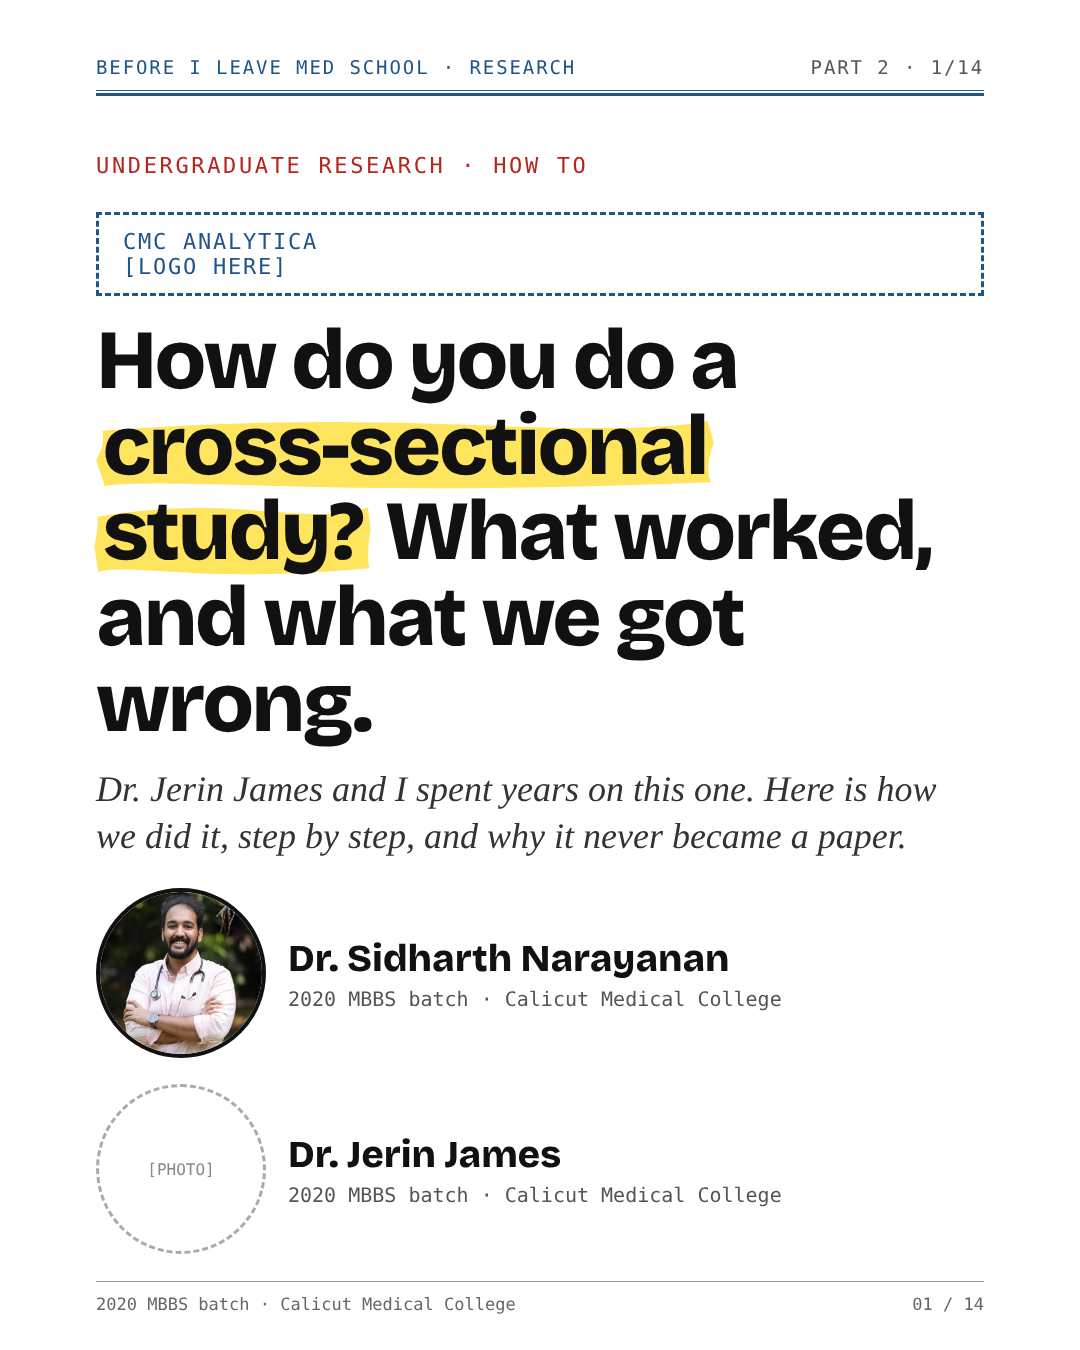 BEFORE I LEAVE MED SCHOOL · RESEARCH
PART 2 · 1/14
UNDERGRADUATE RESEARCH · HOW TO
CMC ANALYTICA
[LOGO HERE]
How do you do a
cross-sectional
study? What worked,
and what we got
wrong.
Dr. Jerin James and I spent years on this one. Here is how
we did it, step by step, and why it never became a paper.
Dr. Sidharth Narayanan
2020 MBBS batch · Calicut Medical College
[PHOTO]
Dr. Jerin James
2020 MBBS batch · Calicut Medical College
2020 MBBS batch · Calicut Medical College
01 / 14